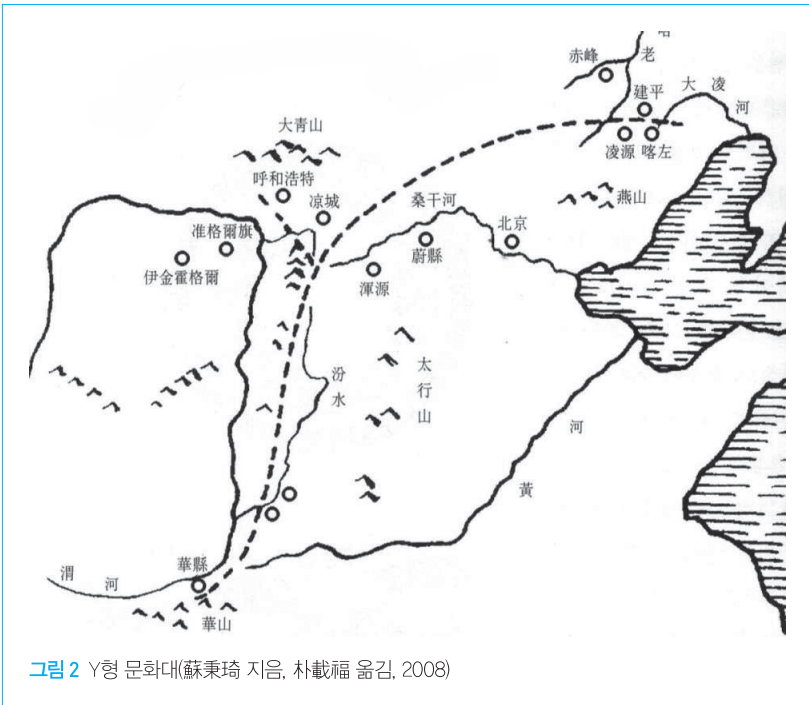 赤峰
老
建平
大凌
河
凌源 喀左
大青山
呼和浩特
凉城
桑干河
燕山
北京
准格爾旗
蔚縣
伊金霍格爾
渾源
汾水
太行山
河
黃
華縣
渭河
華山
그림 2 Y형 문화대(蘇秉琦 지음, 朴載福 옮김, 2008)